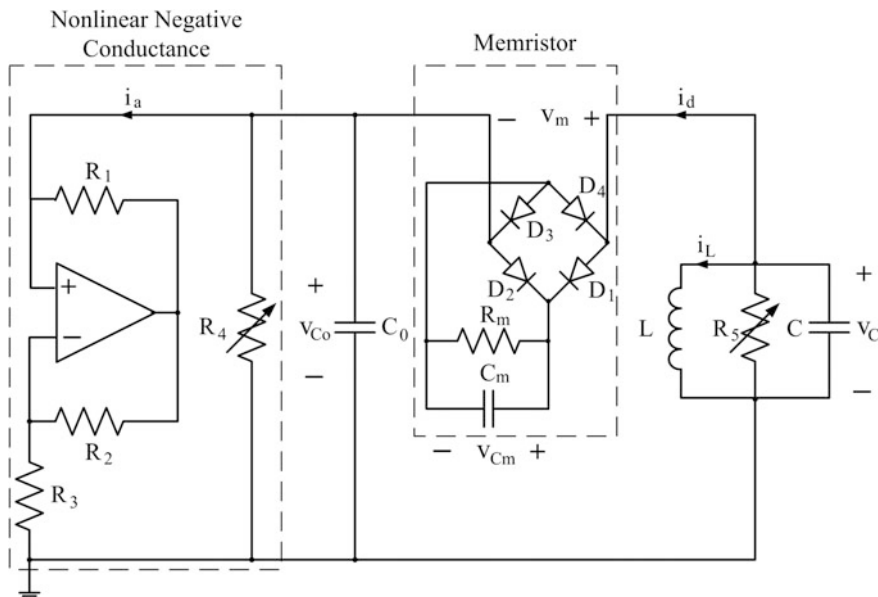 Nonlinear Negative
Conductance
Memristor
i_a
− v_m +
i_d
R_1
D_4
D_3
+
i_L
+
D_2
D_1
+
−
R_4
v_Co
C_0
R_m
L
R_5
C
v_C
−
C_m
−
R_2
− v_Cm +
R_3